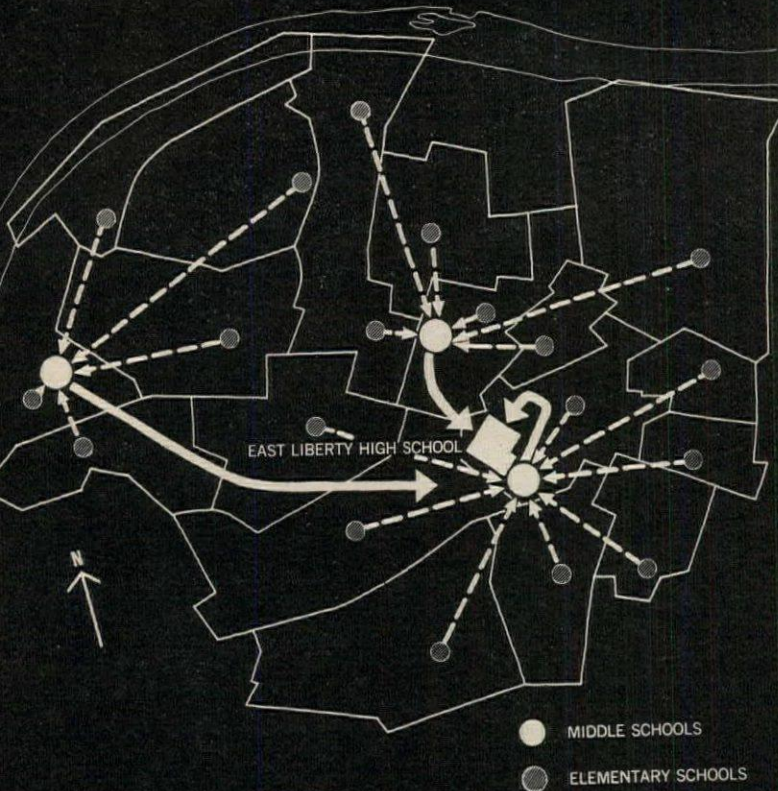 EAST LIBERTY HIGH SCHOOL
N
MIDDLE SCHOOLS
ELEMENTARY SCHOOLS